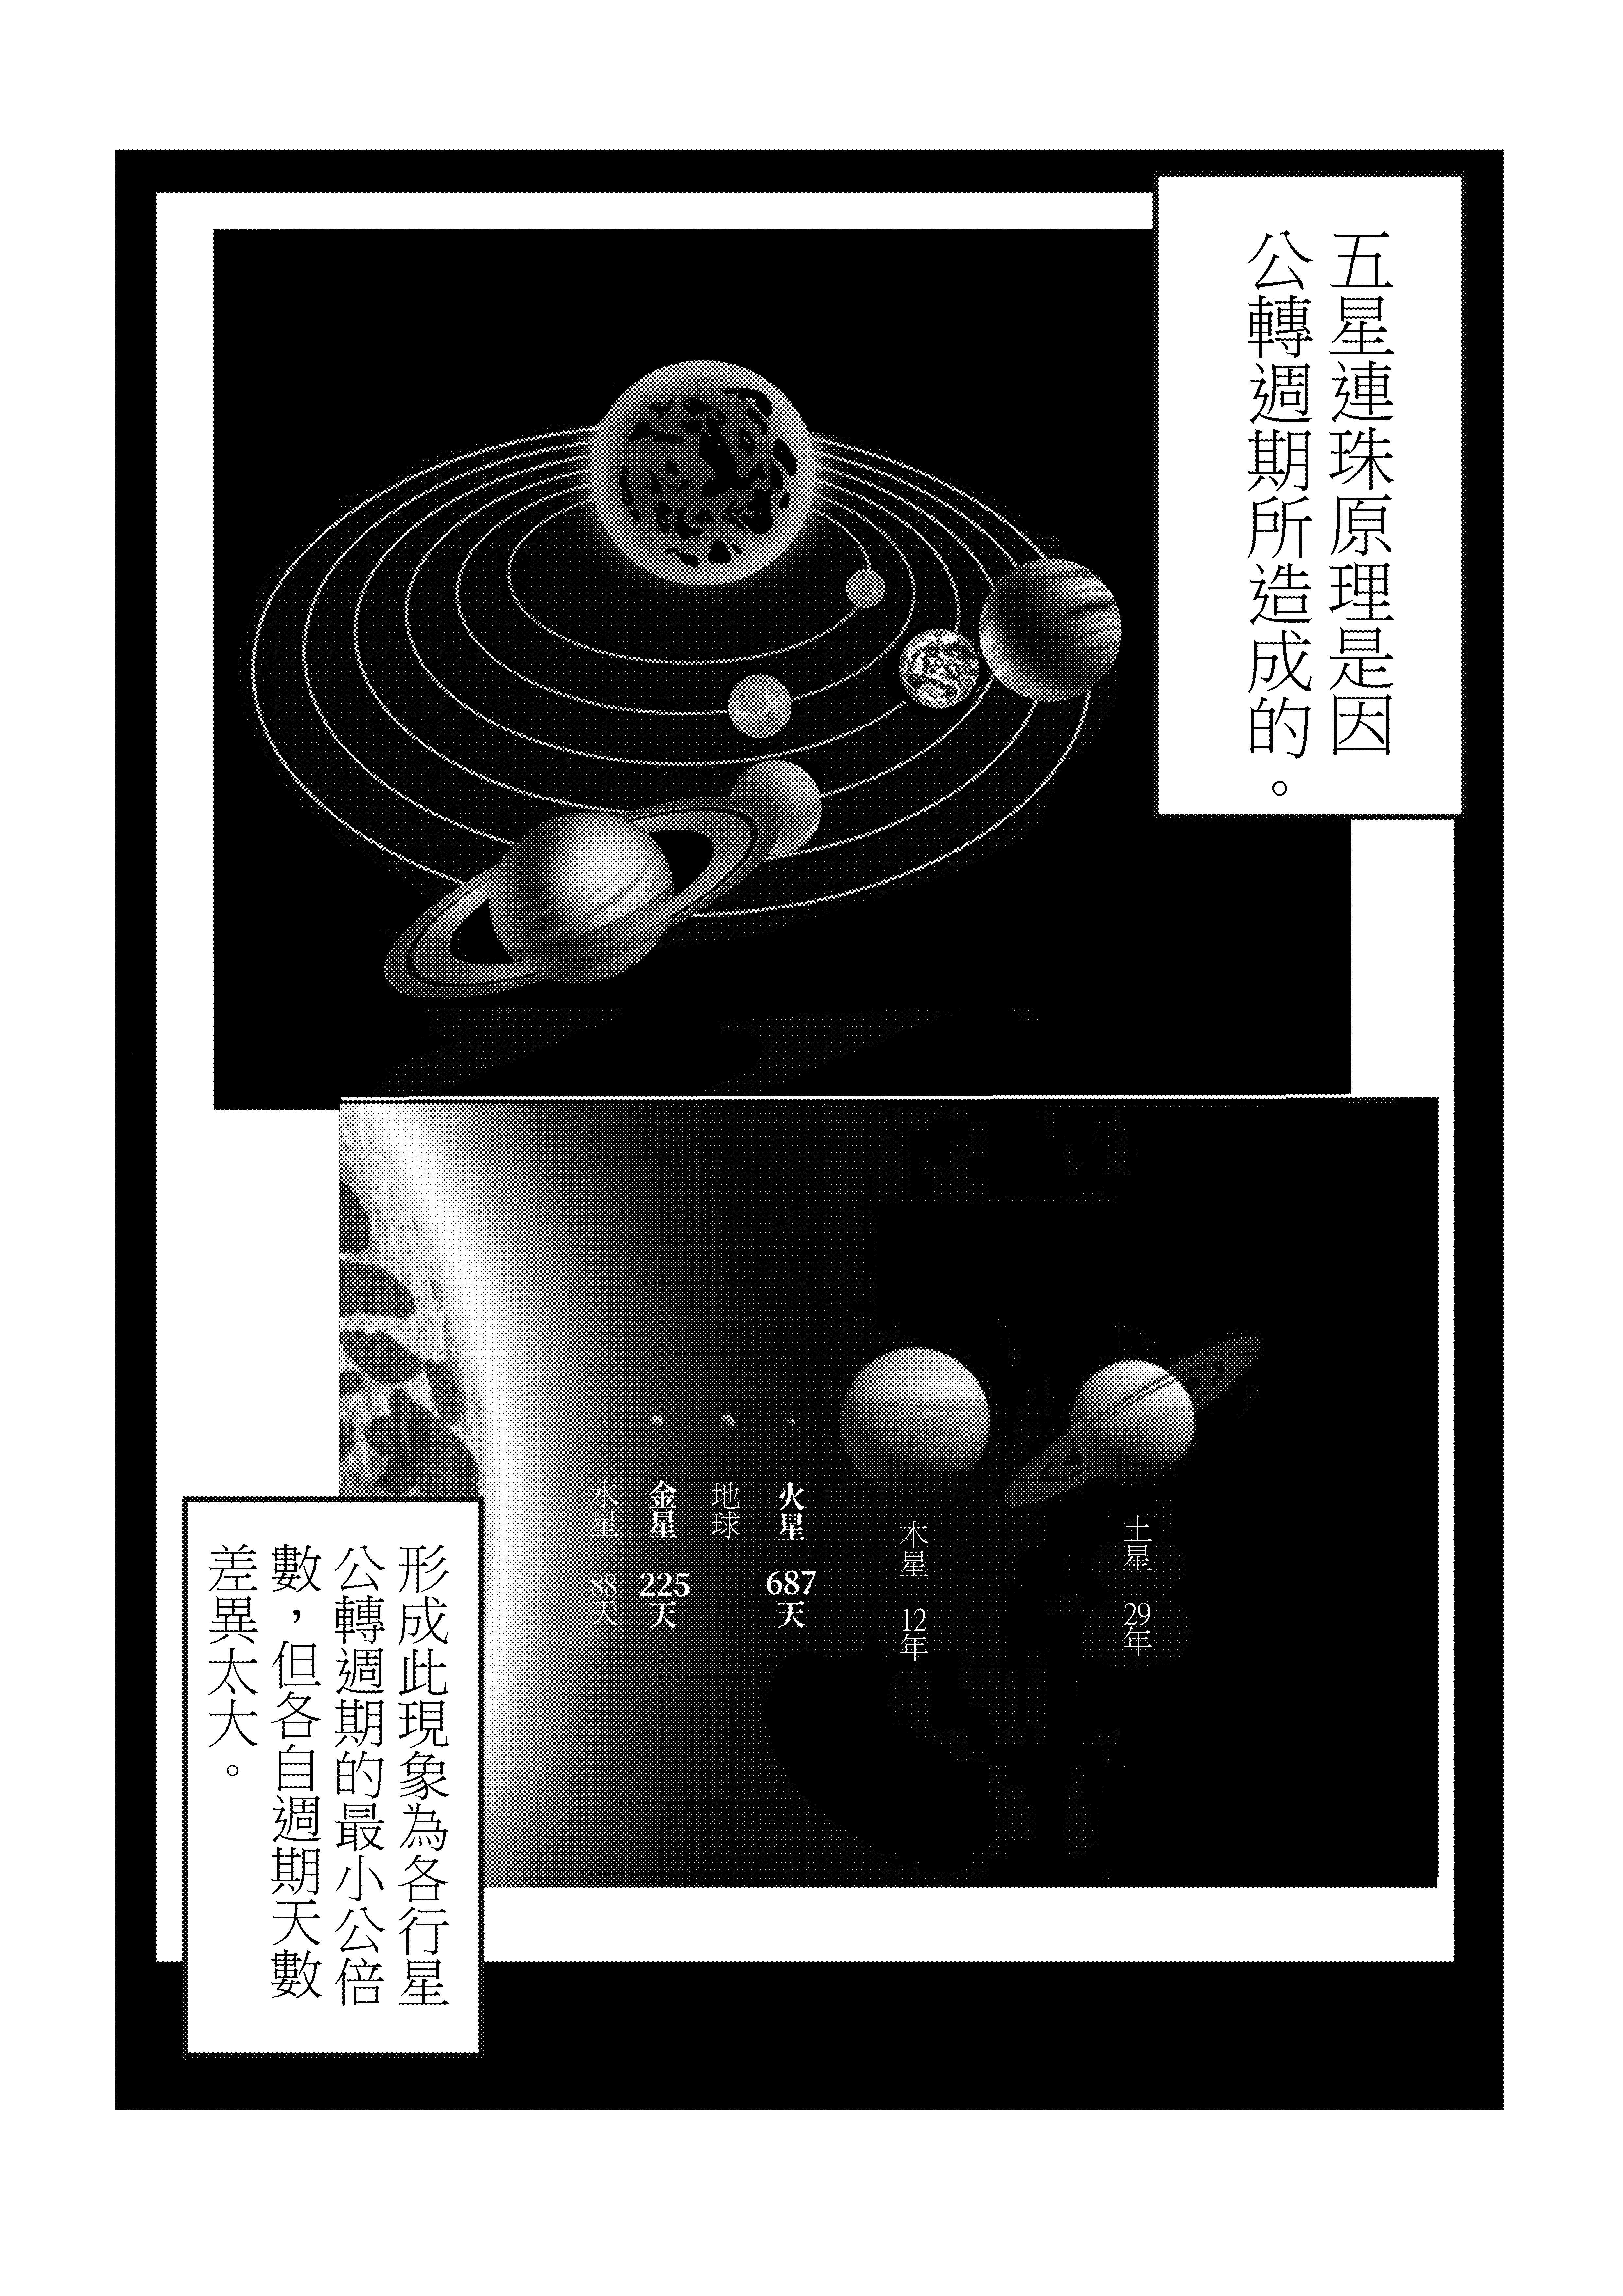 五星連珠原理是因
公轉週期所造成的。
水星 88天
金星 225天
地球
火星 687天
木星 12年
土星 29年
形成此現象為各行星
公轉週期的最小公倍
數，但各自週期天數
差異太大。